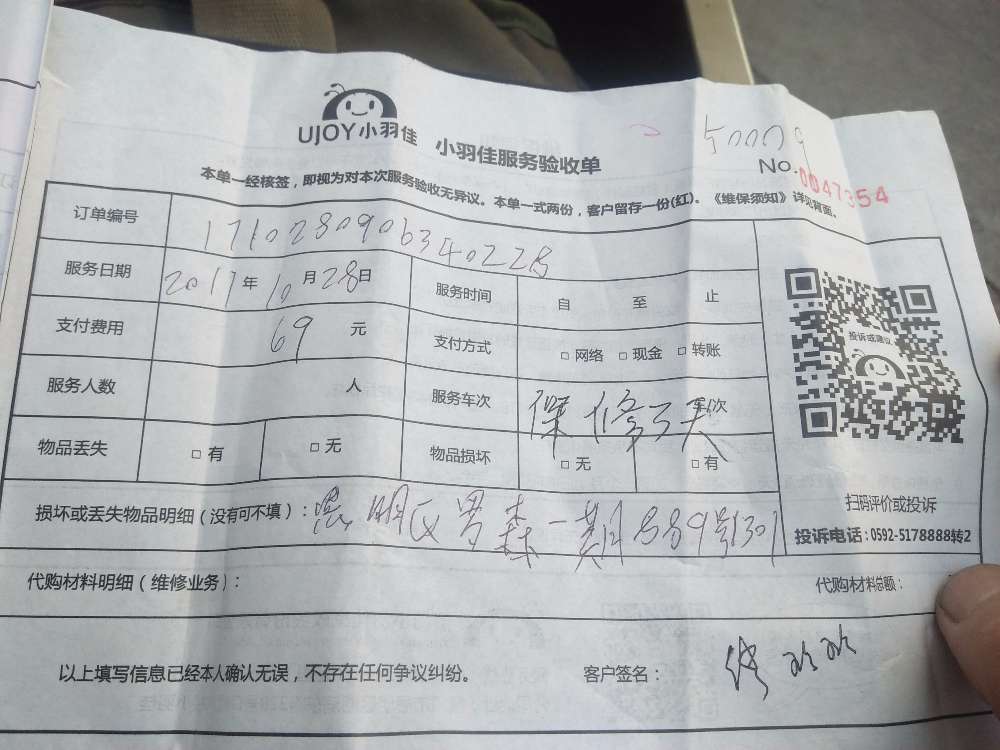 UJOY小羽佳 小羽佳服务验收单
No.0047354
本单一经核签，即视为对本次服务验收无异议。本单一式两份，客户留存一份(红)。《维保须知》详见背面。
订单编号
服务日期 2017年10月28日 服务时间 自 至 止
支付费用 69 元 支付方式 □ 网络 □ 现金 □ 转账
服务人数 人 服务车次 保修3天 车/次
物品丢失 □ 有 □ 无 物品损坏 □ 无 □ 有
投诉或建议
扫码评价或投诉
投诉电话：0592-5178888转2
损坏或丢失物品明细（没有可不填）：
代购材料明细（维修业务）： 代购材料总额：
以上填写信息已经本人确认无误，不存在任何争议纠纷。 客户签名：